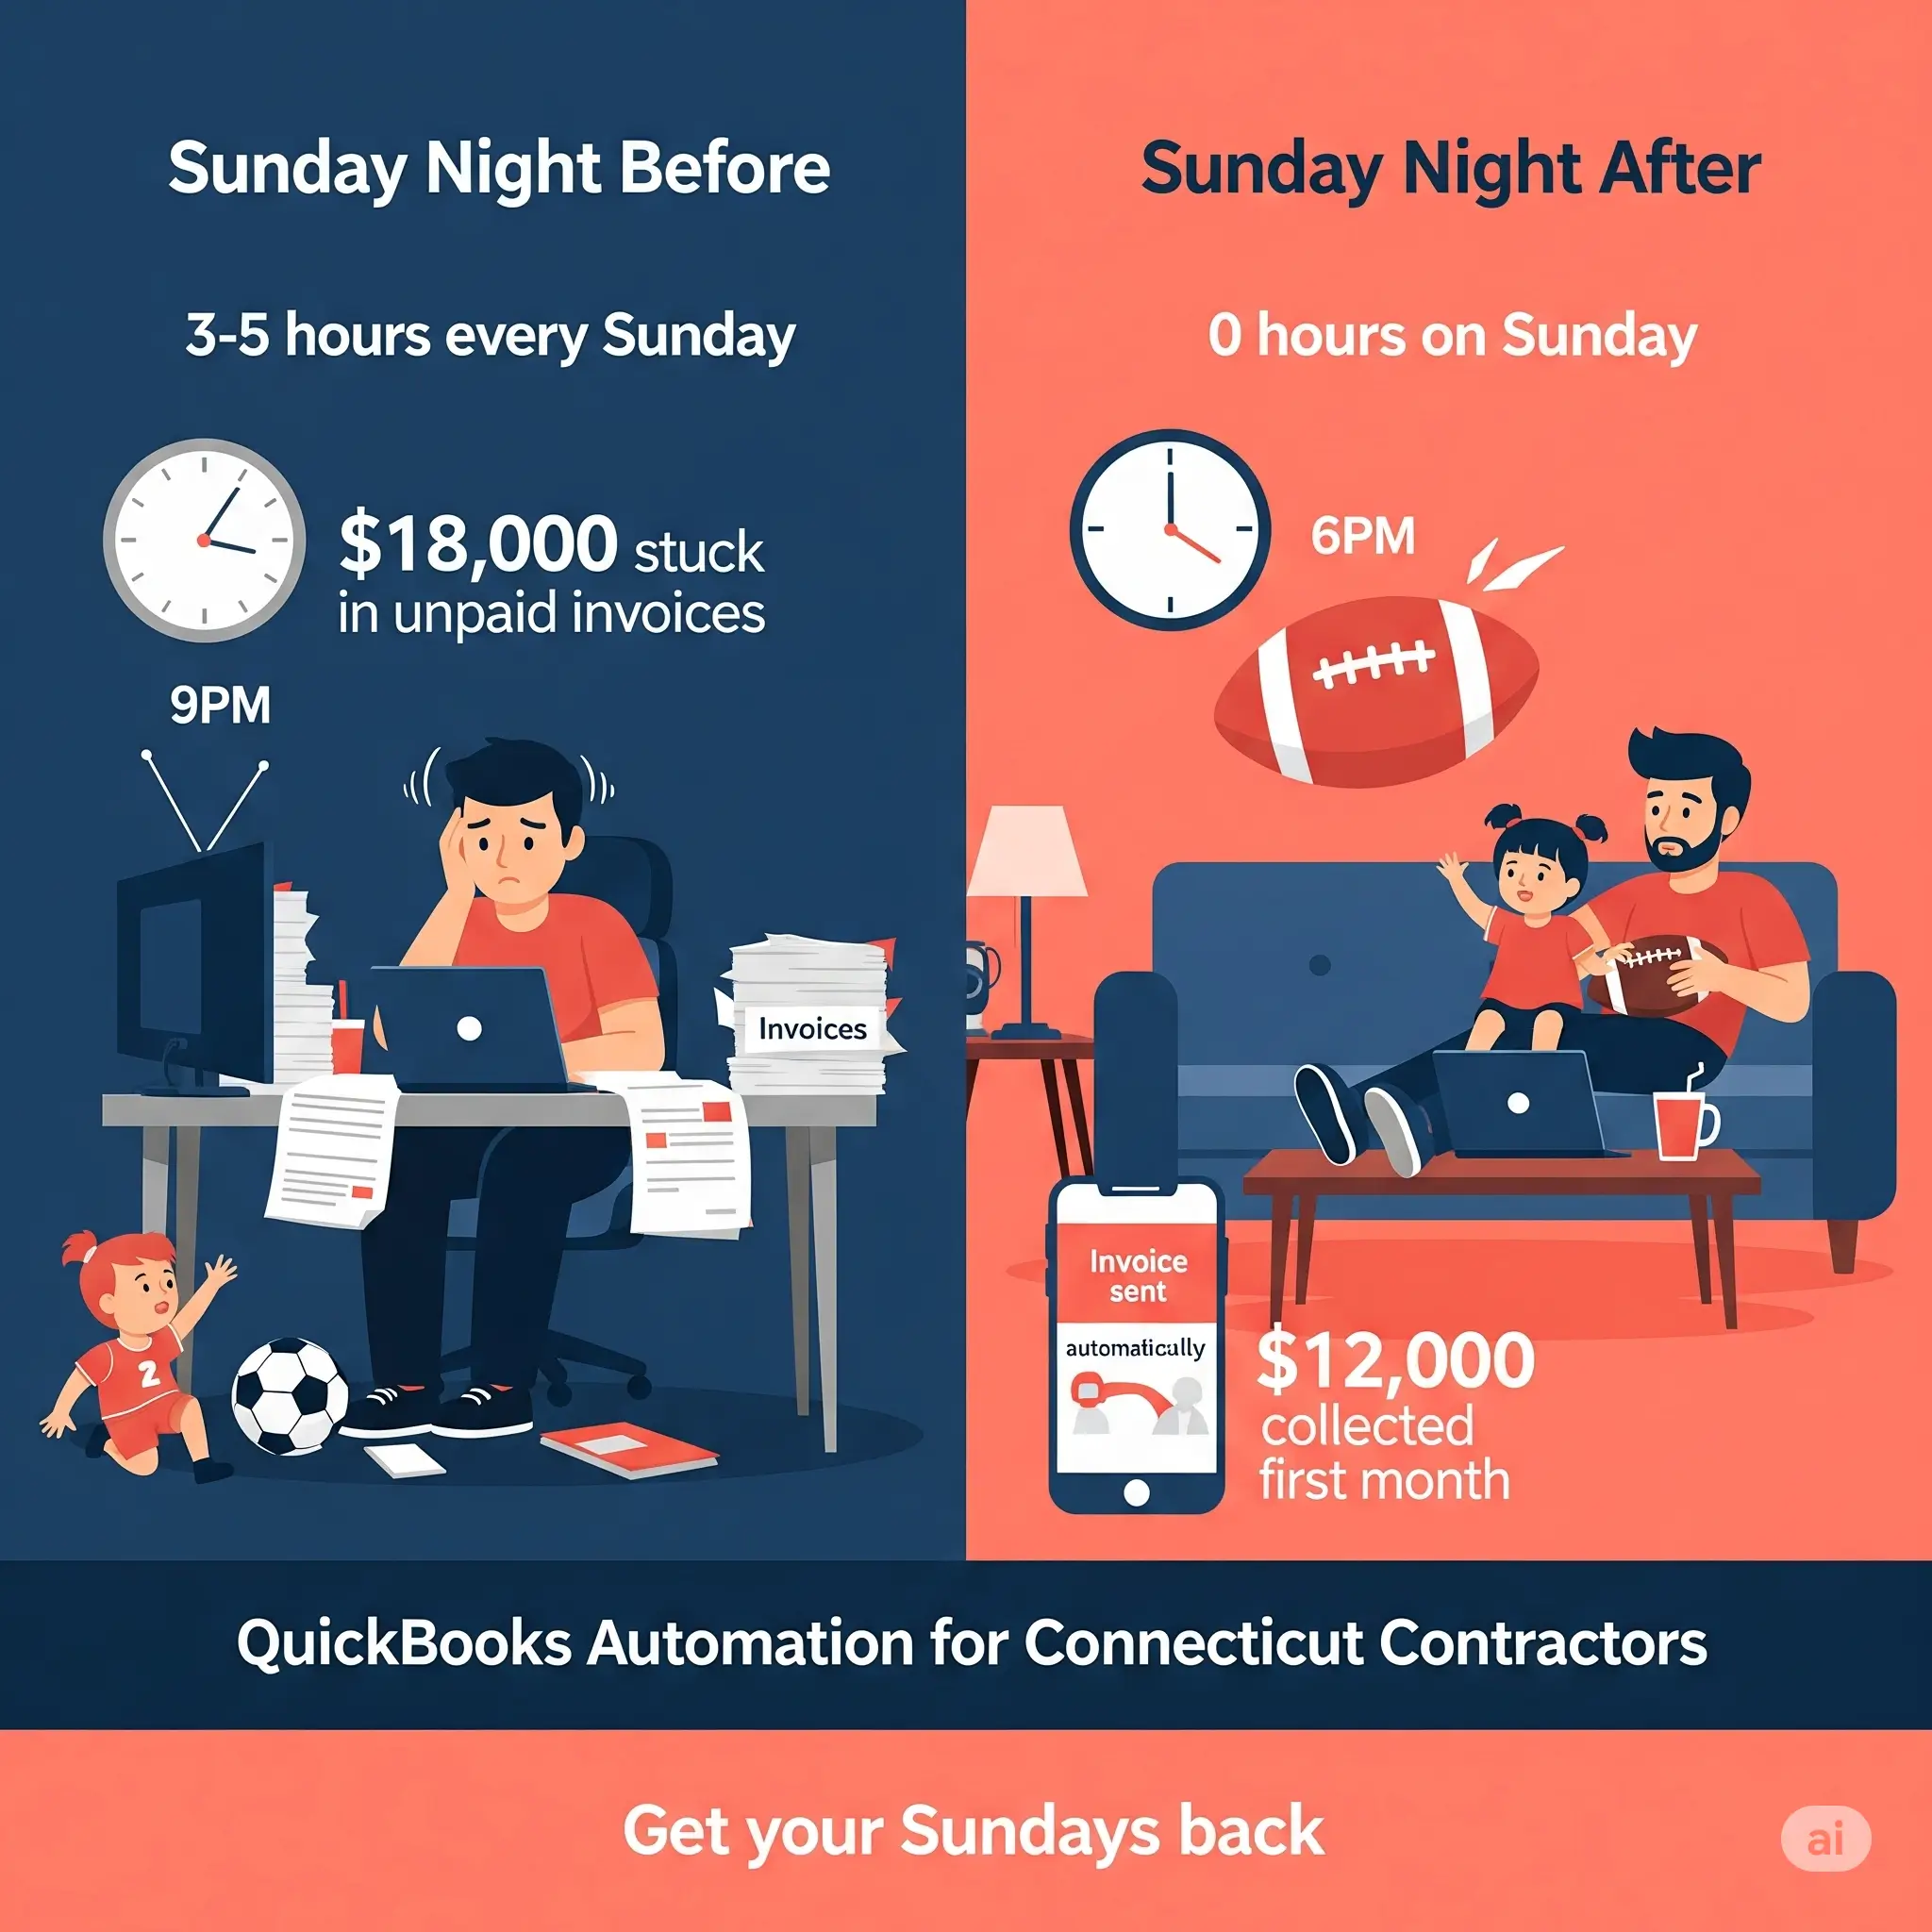 Sunday Night Before
3-5 hours every Sunday
$18,000 stuck
in unpaid invoices
9PM
Invoices
2
Sunday Night After
0 hours on Sunday
6PM
Invoice
sent
automatically
$12,000
collected
first month
QuickBooks Automation for Connecticut Contractors
Get your Sundays back
ai